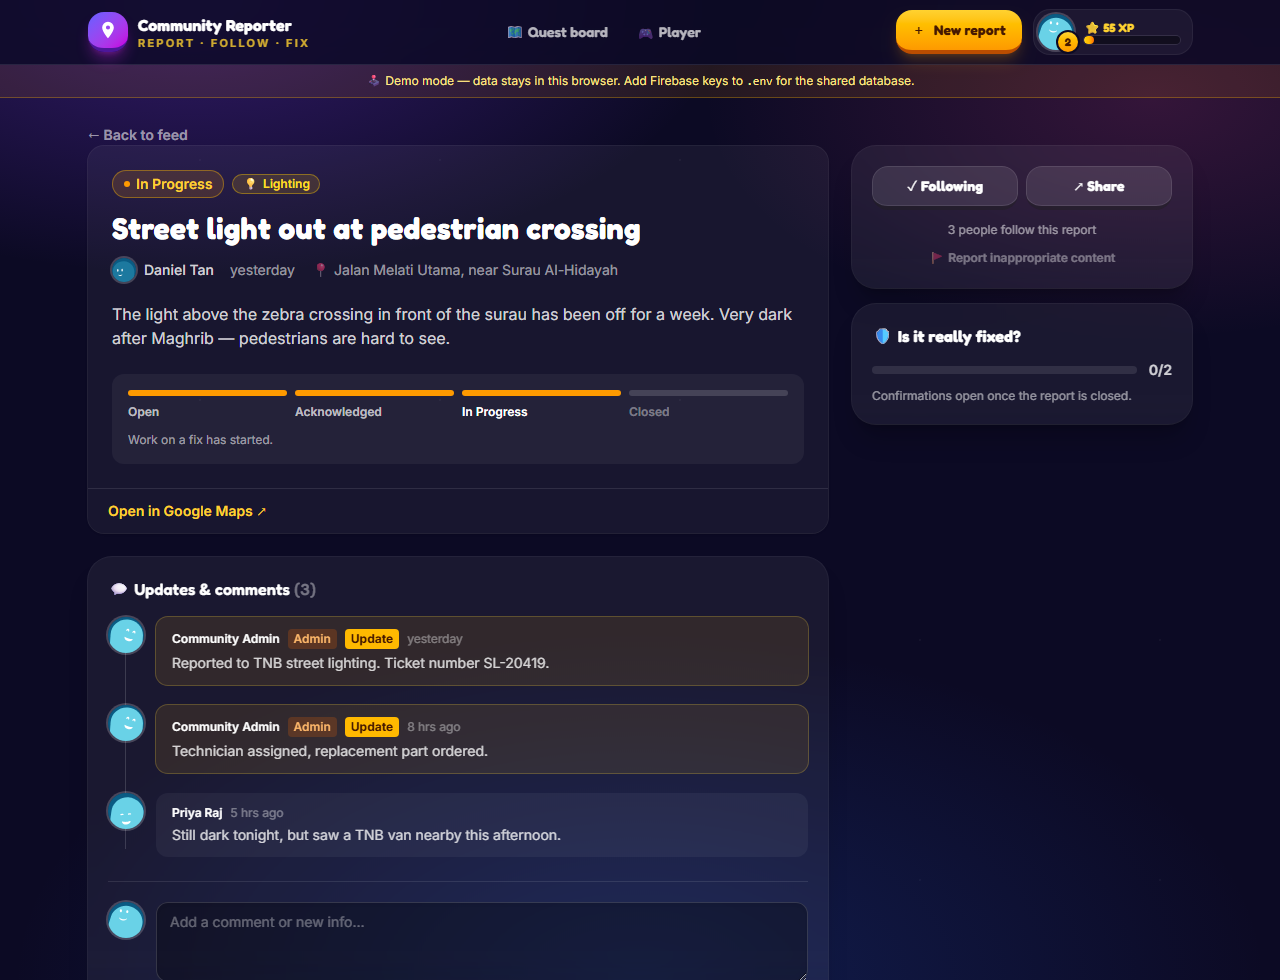 Community Reporter
REPORT · FOLLOW · FIX
Quest board
Player
+ New report
2
55 XP
Demo mode — data stays in this browser. Add Firebase keys to .env for the shared database.
← Back to feed
In Progress
Lighting
Street light out at pedestrian crossing
Daniel Tan yesterday Jalan Melati Utama, near Surau Al-Hidayah
The light above the zebra crossing in front of the surau has been off for a week. Very dark
after Maghrib — pedestrians are hard to see.
Open Acknowledged In Progress Closed
Work on a fix has started.
Open in Google Maps ↗
✓ Following
↗ Share
3 people follow this report
Report inappropriate content
Is it really fixed?
0/2
Confirmations open once the report is closed.
Updates & comments (3)
Community Admin Admin Update yesterday
Reported to TNB street lighting. Ticket number SL-20419.
Community Admin Admin Update 8 hrs ago
Technician assigned, replacement part ordered.
Priya Raj 5 hrs ago
Still dark tonight, but saw a TNB van nearby this afternoon.
Add a comment or new info...